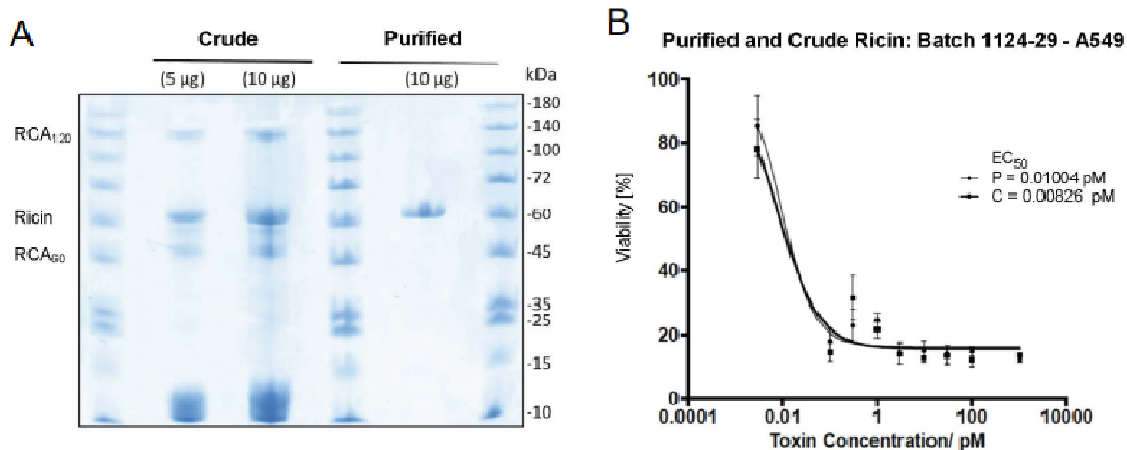 A
Crude
Purified
(5 µg)
(10 µg)
(10 µg)
kDa
RCA120
Ricin
RCA60
-180
-140
-100
-72
-60
-45
-35
-25
-15
-10
B
Purified and Crude Ricin: Batch 1124-29 - A549
Viability [%]
100
80
60
40
20
0
EC50
P = 0.01004 pM
C = 0.00826 pM
0.0001
0.01
1
100
10000
Toxin Concentration/ pM